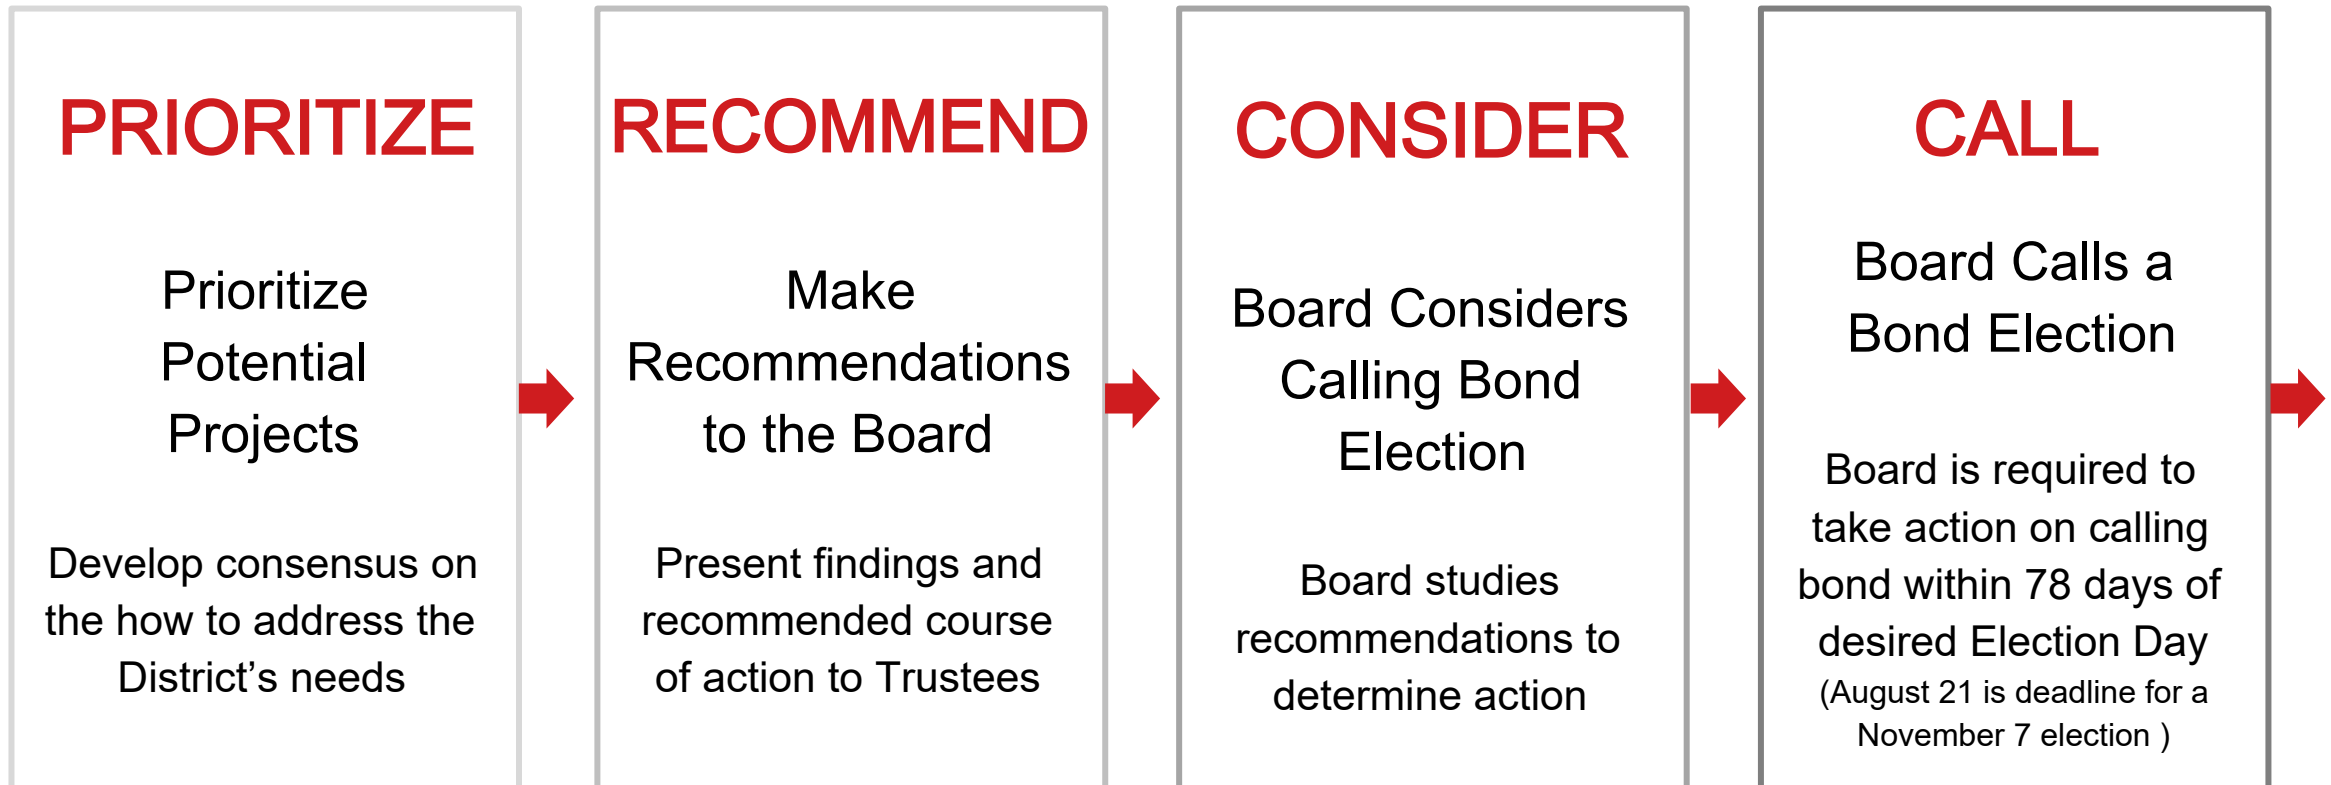 PRIORITIZE
Prioritize
Potential
Projects
Develop consensus on
the how to address the
District’s needs
RECOMMEND
Make
Recommendations
to the Board
Present findings and
recommended course
of action to Trustees
CONSIDER
Board Considers
Calling Bond
Election
Board studies
recommendations to
determine action
CALL
Board Calls a
Bond Election
Board is required to
take action on calling
bond within 78 days of
desired Election Day
(August 21 is deadline for a
November 7 election )